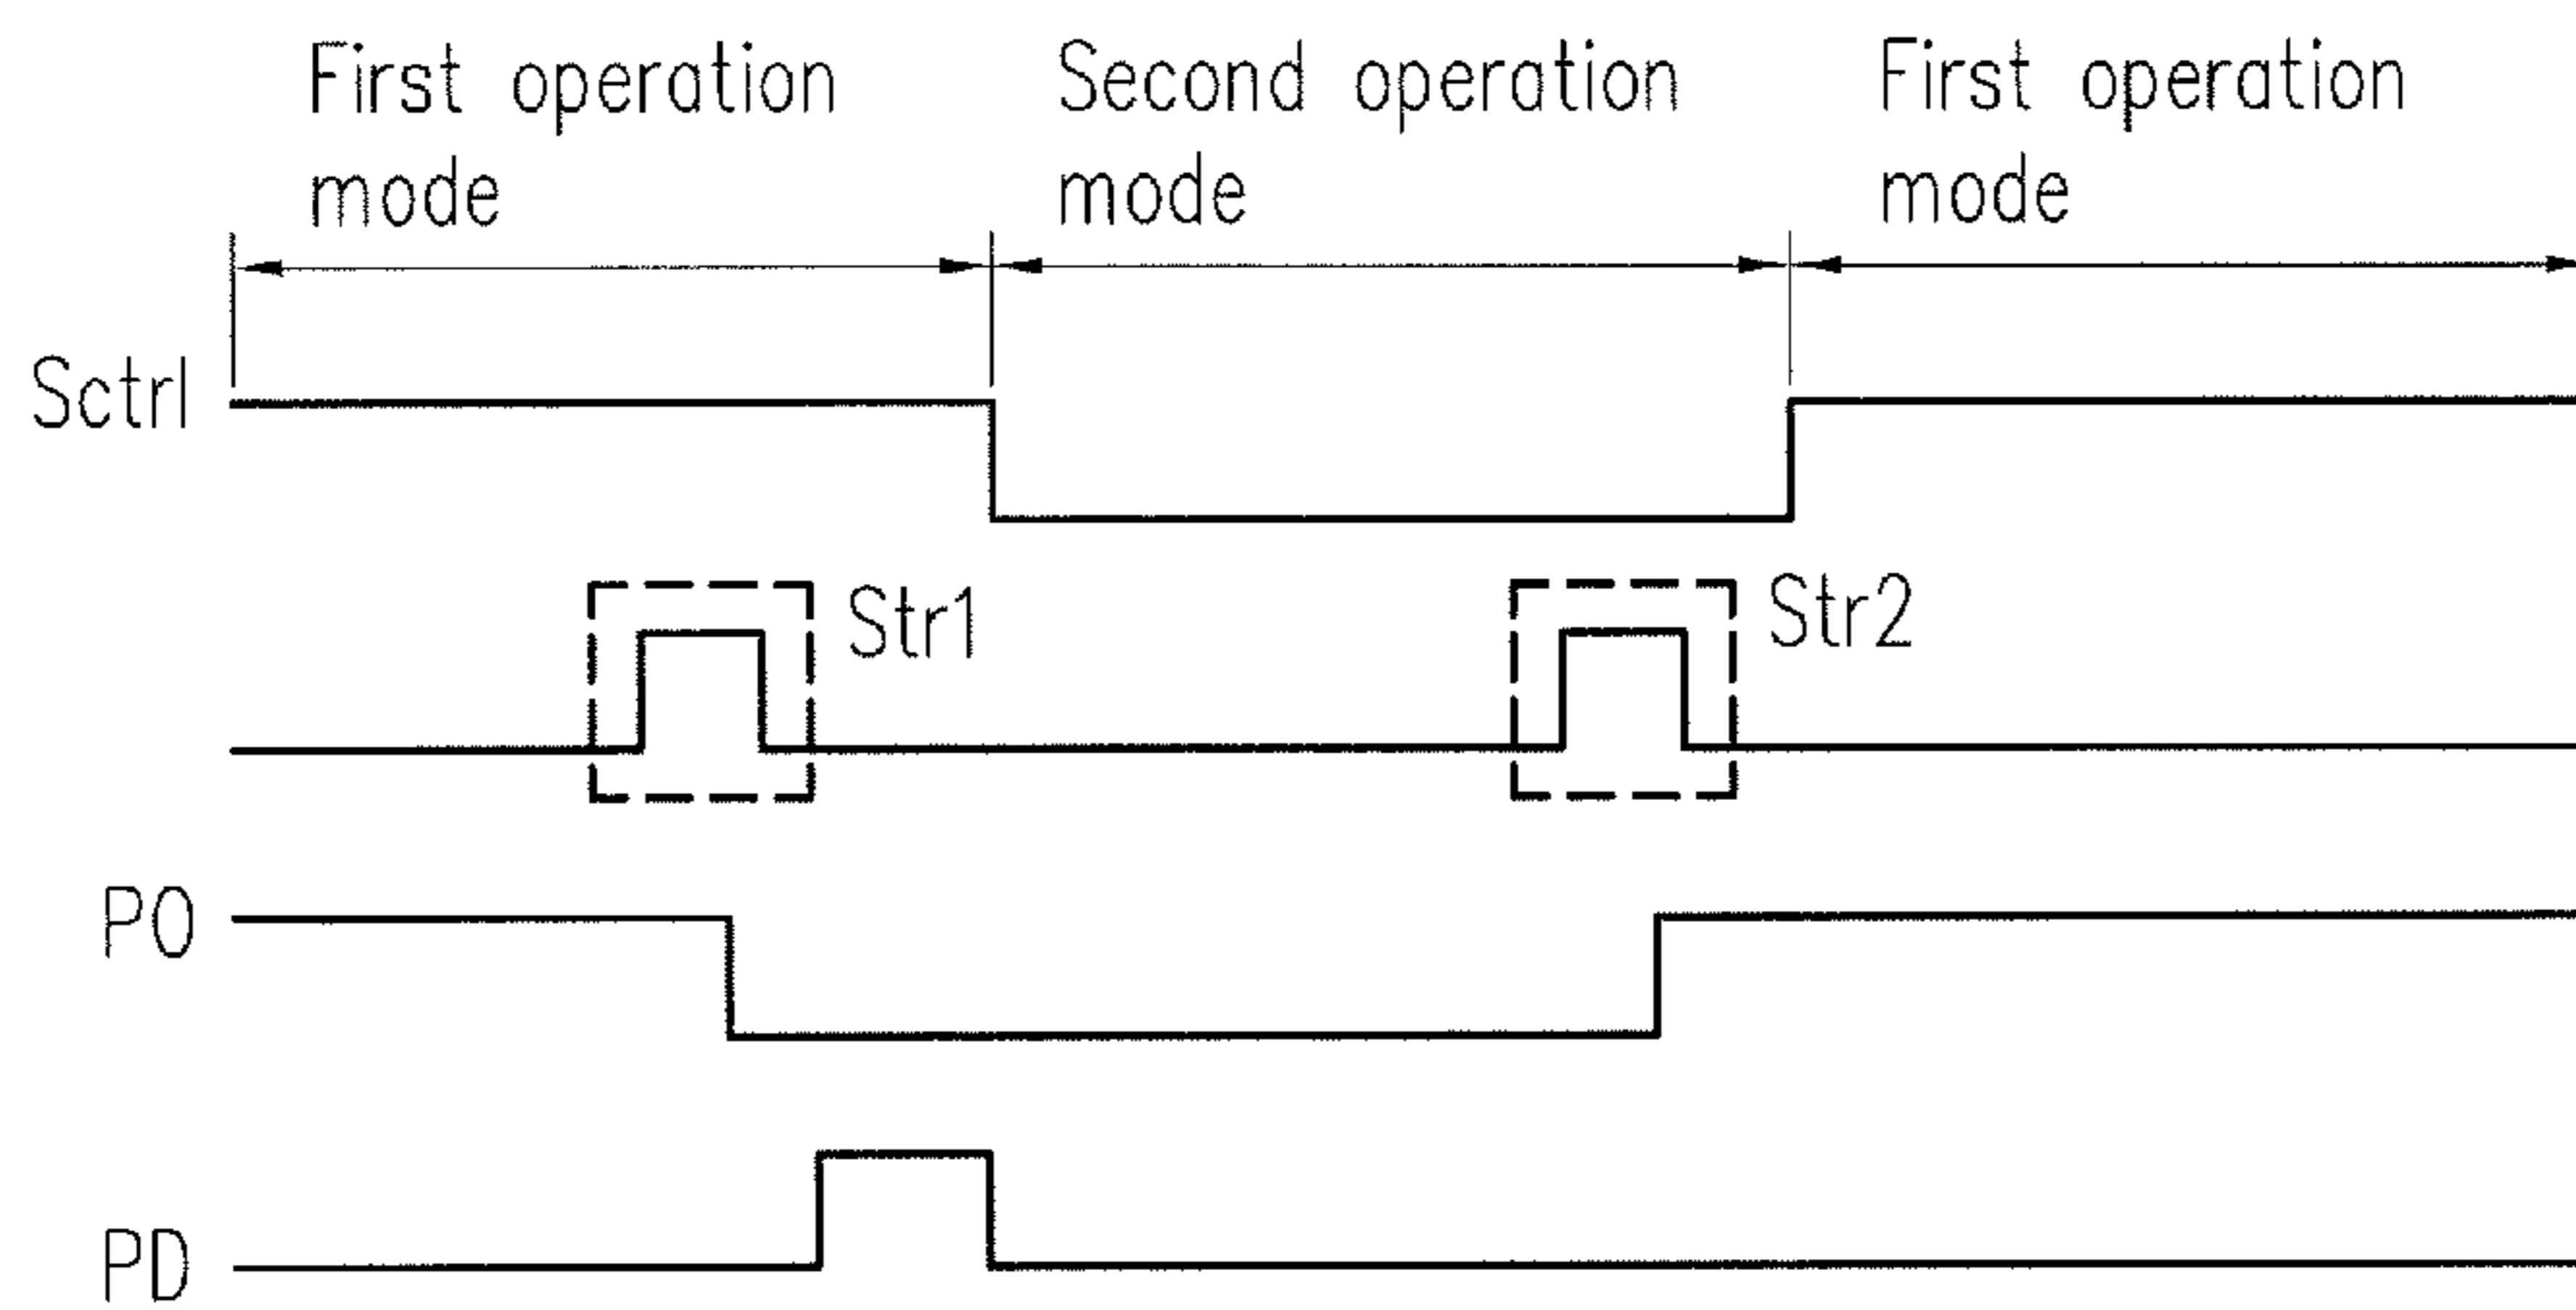 First operation
mode
Second operation
mode
First operation
mode
Sctrl
Str1
Str2
PO
PD